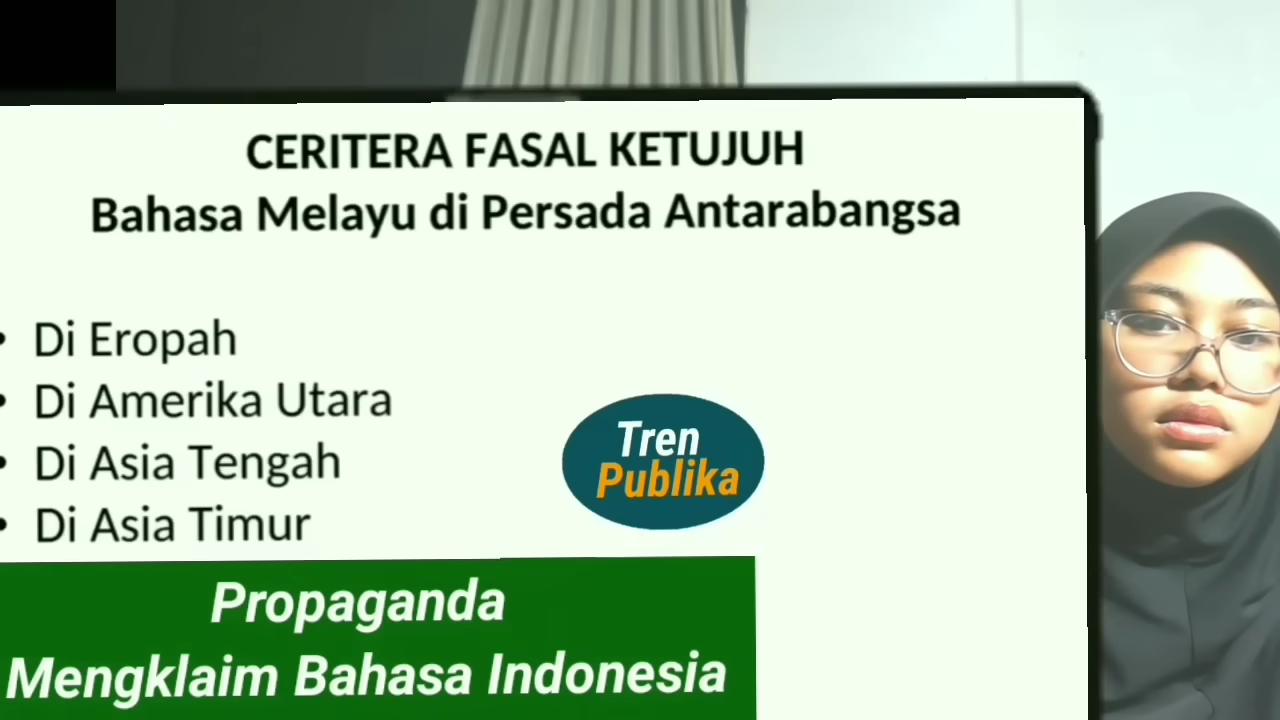 CERITERA FASAL KETUJUH
Bahasa Melayu di Persada Antarabangsa
• Di Eropah
• Di Amerika Utara
• Di Asia Tengah
• Di Asia Timur
Tren
Publika
Propaganda
Mengklaim Bahasa Indonesia